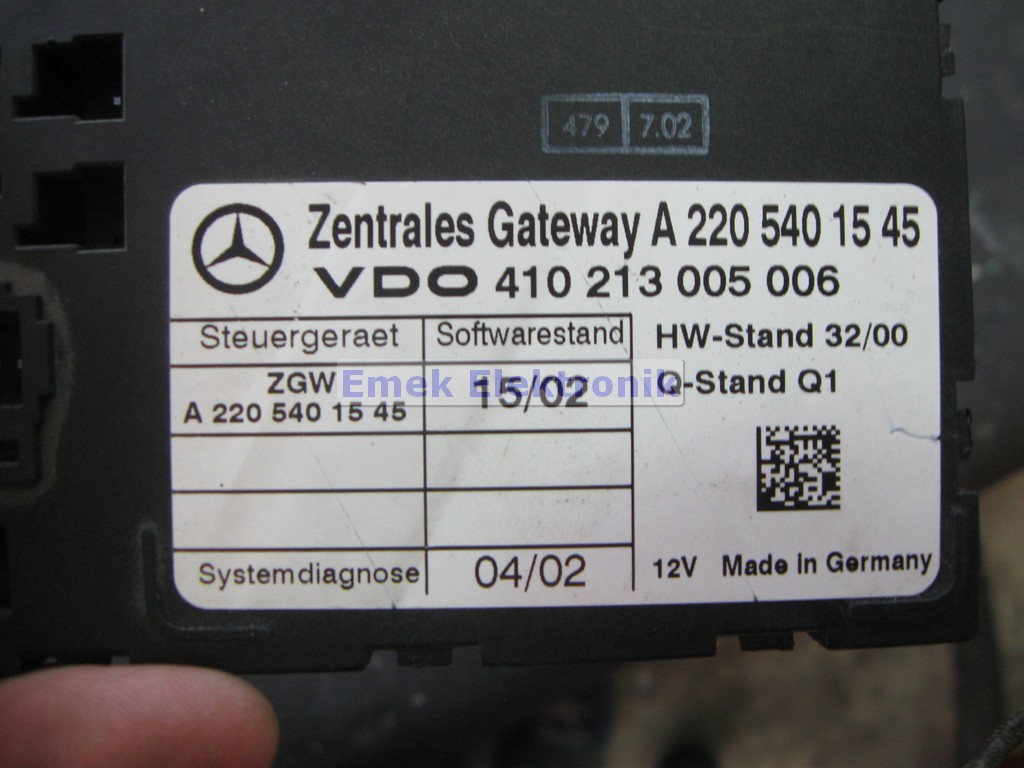 479 7.02
Zentrales Gateway A 220 540 15 45
VDO 410 213 005 006
Steuergeraet Softwarestand HW-Stand 32/00
ZGW 15/02 Q-Stand Q1
A 220 540 15 45
Emek Elektronik
Systemdiagnose 04/02 12V Made in Germany